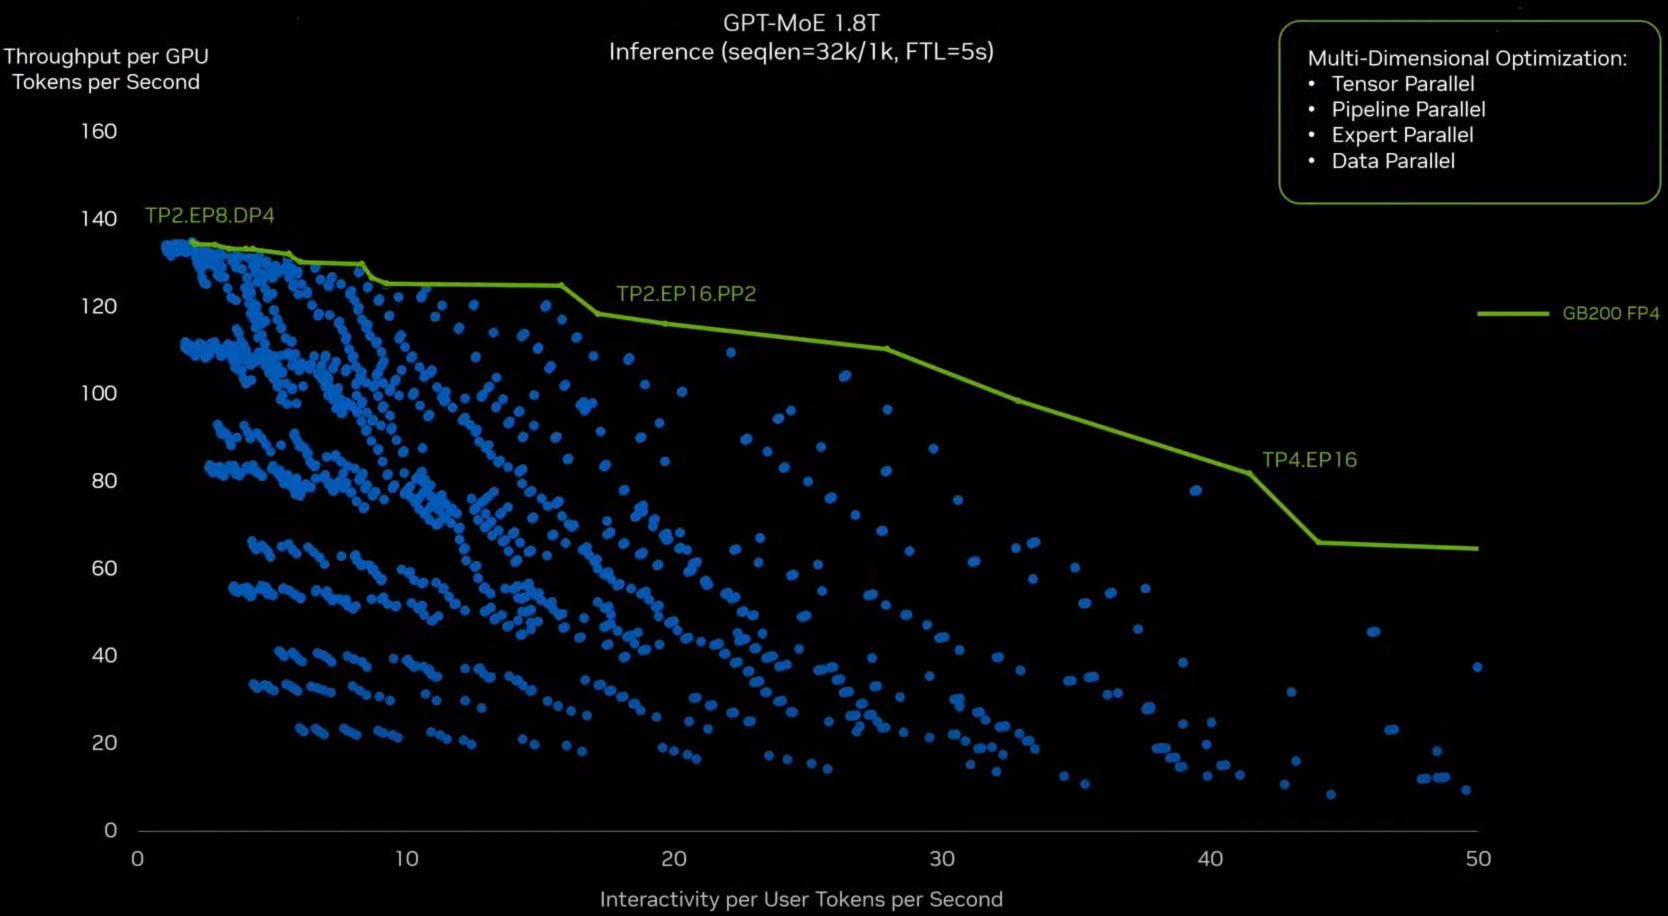 GPT-MoE 1.8T
Inference (seqlen=32k/1k, FTL=5s)
Throughput per GPU
Tokens per Second
Multi-Dimensional Optimization:
• Tensor Parallel
• Pipeline Parallel
• Expert Parallel
• Data Parallel
160
140
120
100
80
60
40
20
0
TP2.EP8.DP4
TP2.EP16.PP2
TP4.EP16
GB200 FP4
0 10 20 30 40 50
Interactivity per User Tokens per Second